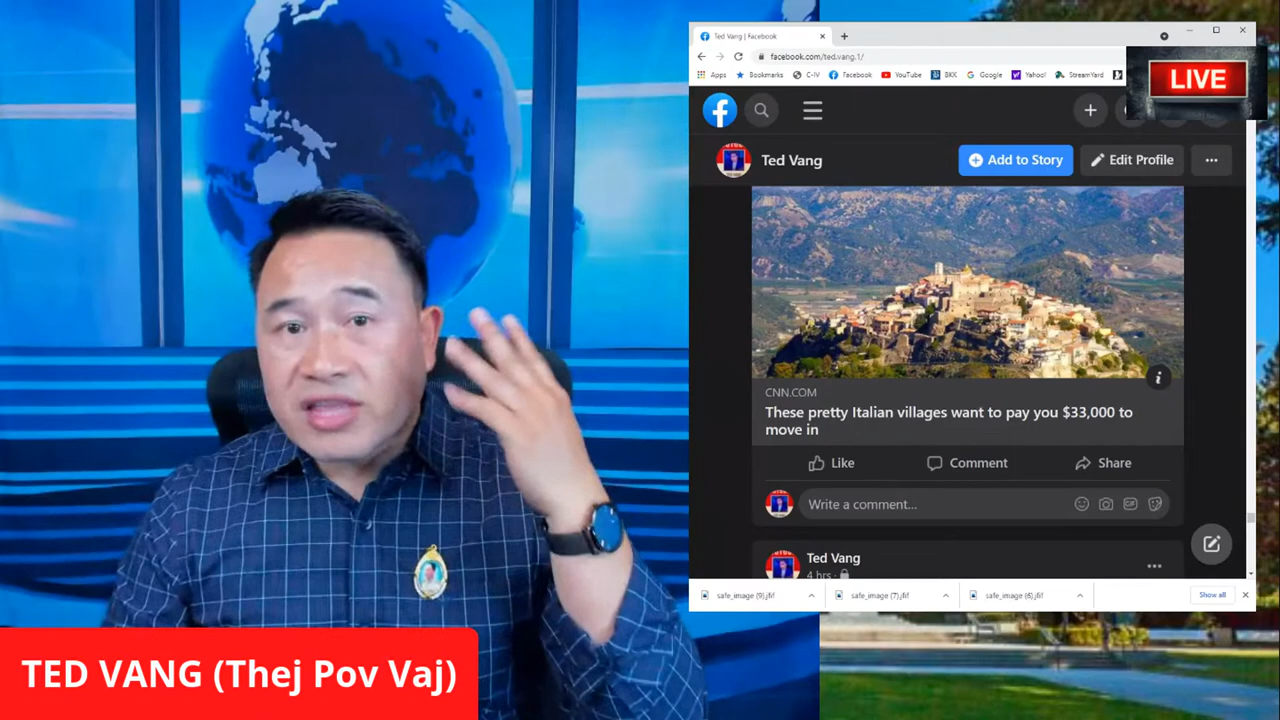 Ted Vang | Facebook
facebook.com/ted.vang.1/
Apps
Bookmarks
C-IV
Facebook
YouTube
BKX
Google
Yahoo!
StreamYard
LIVE
Ted Vang
Add to Story
Edit Profile
CNN.COM
These pretty Italian villages want to pay you $33,000 to
move in
Like
Comment
Share
Write a comment...
GIF
Ted Vang
4 hrs ·
safe_image (9).jfif
safe_image (7).jfif
safe_image (6).jfif
Show all
TED VANG (Thej Pov Vaj)